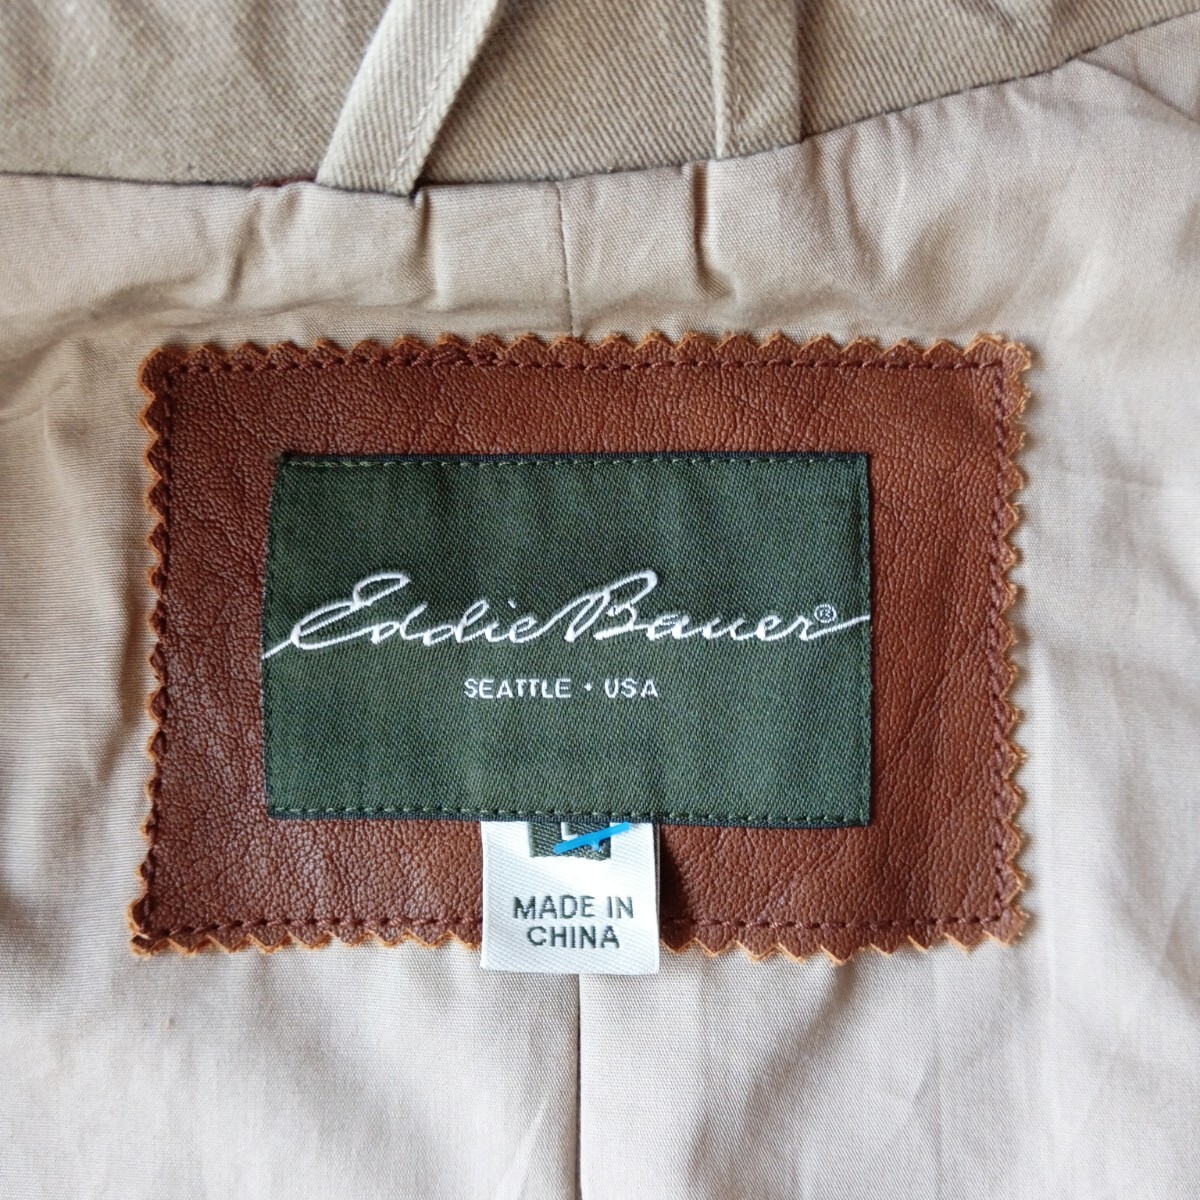 Eddie Bauer®
SEATTLE • USA
MADE IN
CHINA